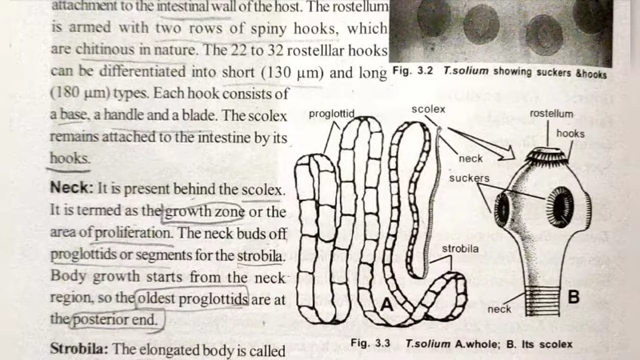 attachment to the intestinal wall of the host. The rostellum
is armed with two rows of spiny hooks, which
are chitinous in nature. The 22 to 32 rostelllar hooks
can be differentiated into short (130 µm) and long
(180 µm) types. Each hook consists of
a base, a handle and a blade. The scolex
remains attached to the intestine by its
hooks.
Neck: It is present behind the scolex.
It is termed as the growth zone or the
area of proliferation. The neck buds off
proglottids or segments for the strobila.
Body growth starts from the neck
region, so the oldest proglottids are at
the posterior end.
Strobila: The elongated body is called
Fig. 3.2 T.solium showing suckers &hooks
proglottid
scolex
neck
strobila
A
rostellum
hooks
suckers
neck
B
Fig. 3.3 T.solium A.whole; B. Its scolex